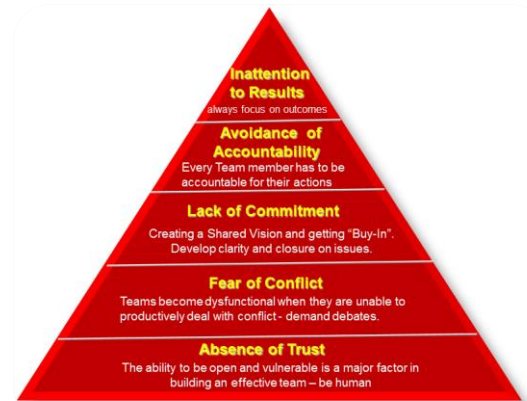 Inattention
to Results
always focus on outcomes
Avoidance of
Accountability
Every Team member has to be
accountable for their actions
Lack of Commitment
Creating a Shared Vision and getting “Buy-In”.
Develop clarity and closure on issues.
Fear of Conflict
Teams become dysfunctional when they are unable to
productively deal with conflict - demand debates.
Absence of Trust
The ability to be open and vulnerable is a major factor in
building an effective team – be human